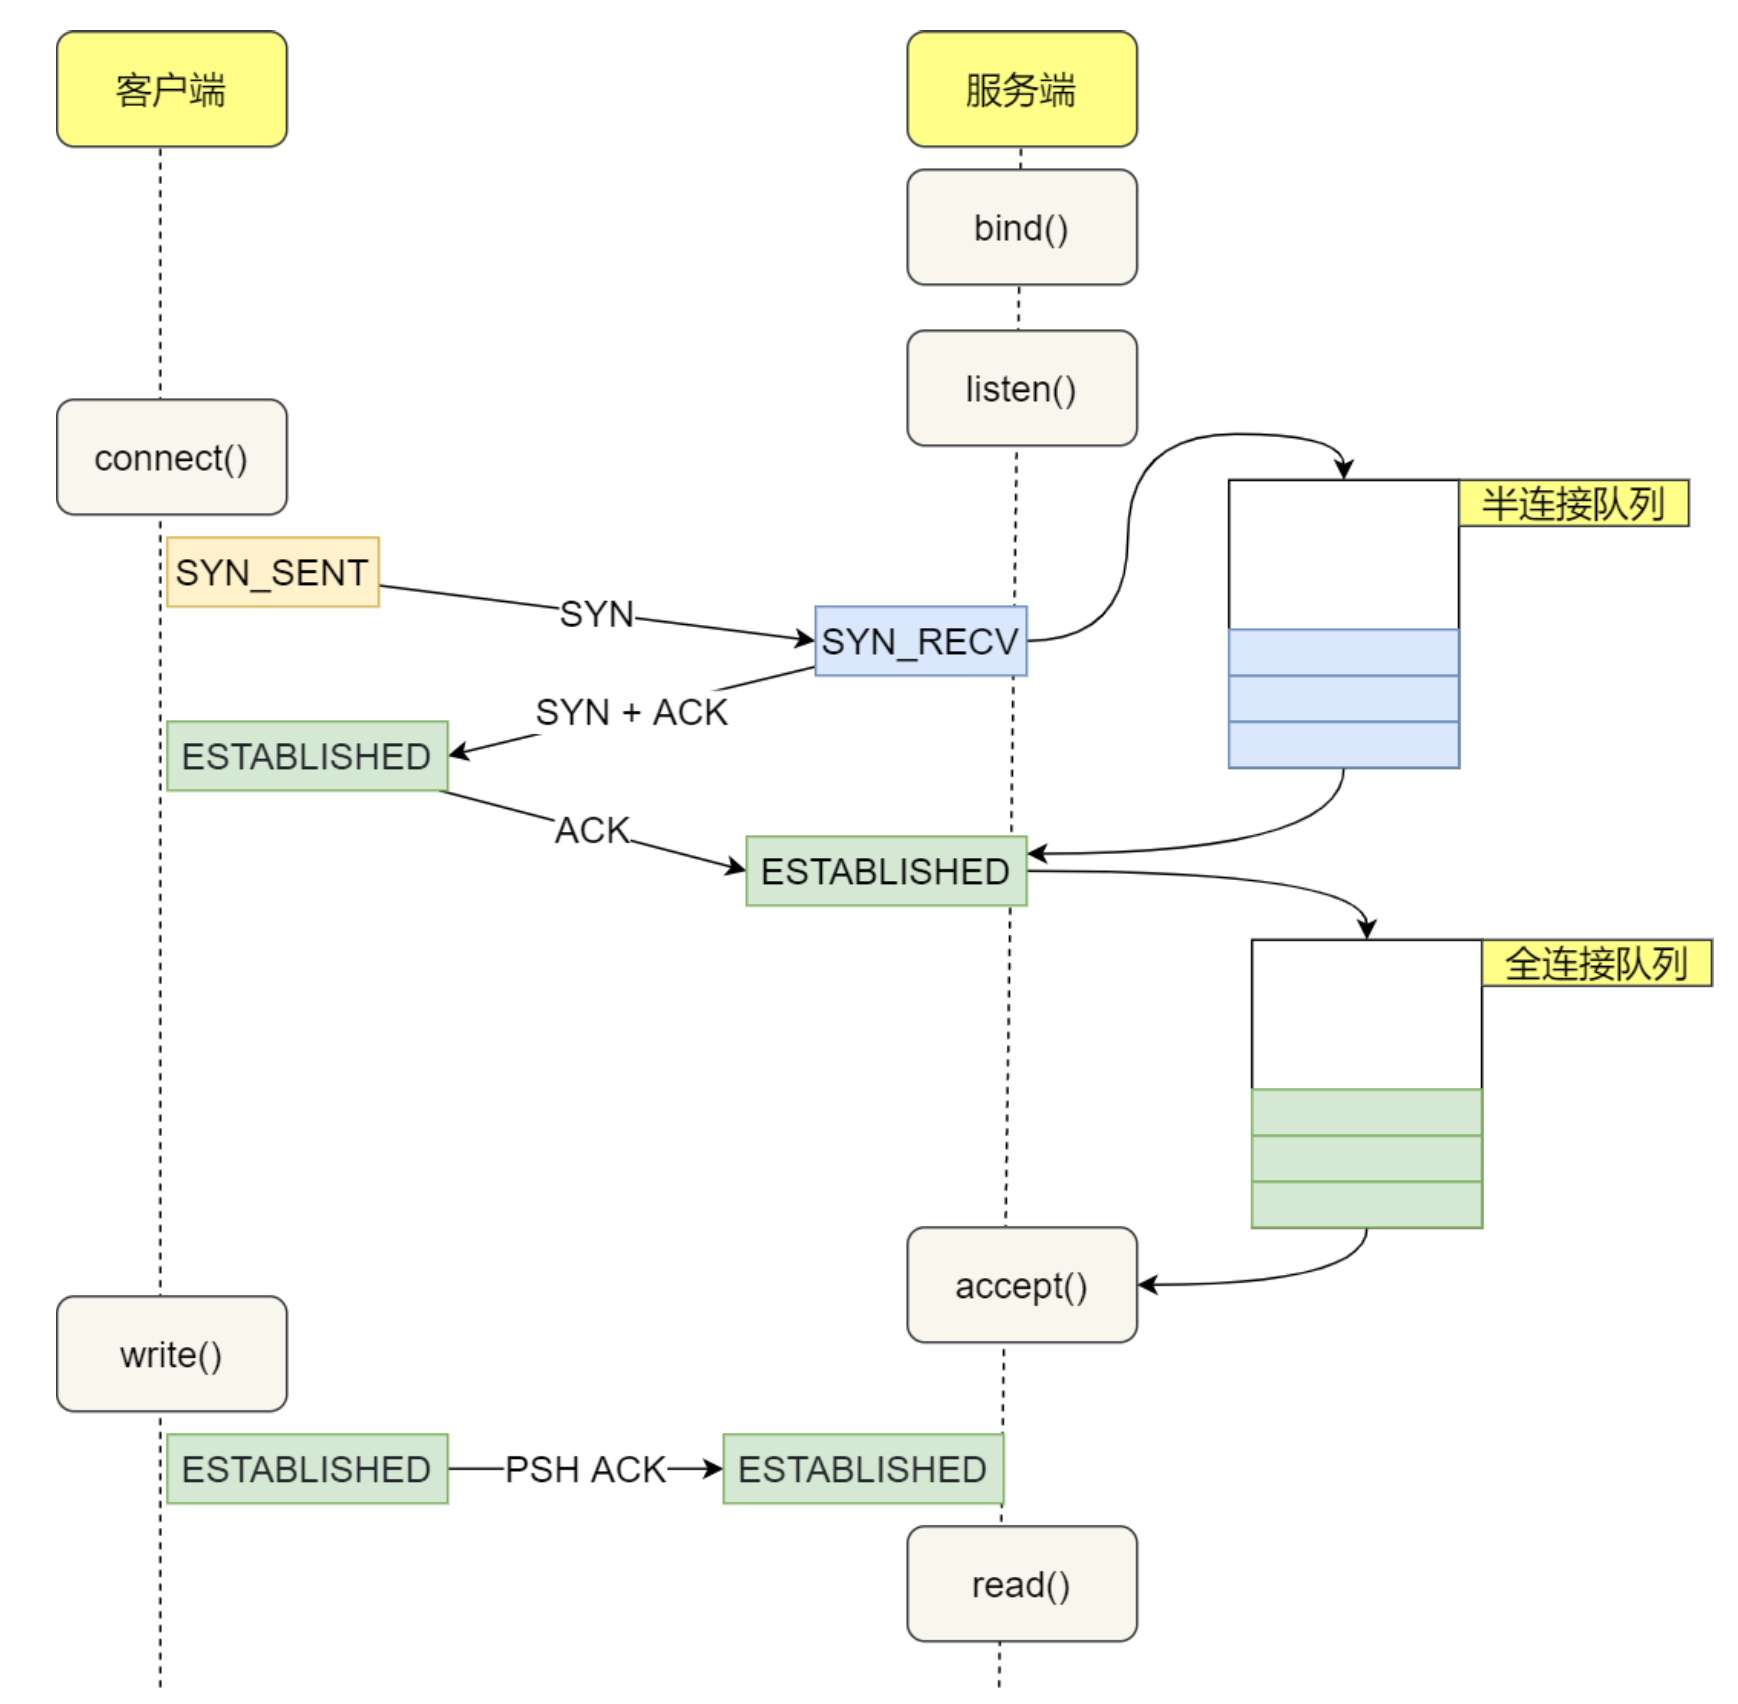 客户端
服务端
bind()
listen()
connect()
半连接队列
SYN_SENT
SYN
SYN_RECV
SYN + ACK
ESTABLISHED
ACK
ESTABLISHED
全连接队列
accept()
write()
ESTABLISHED
PSH ACK
ESTABLISHED
read()